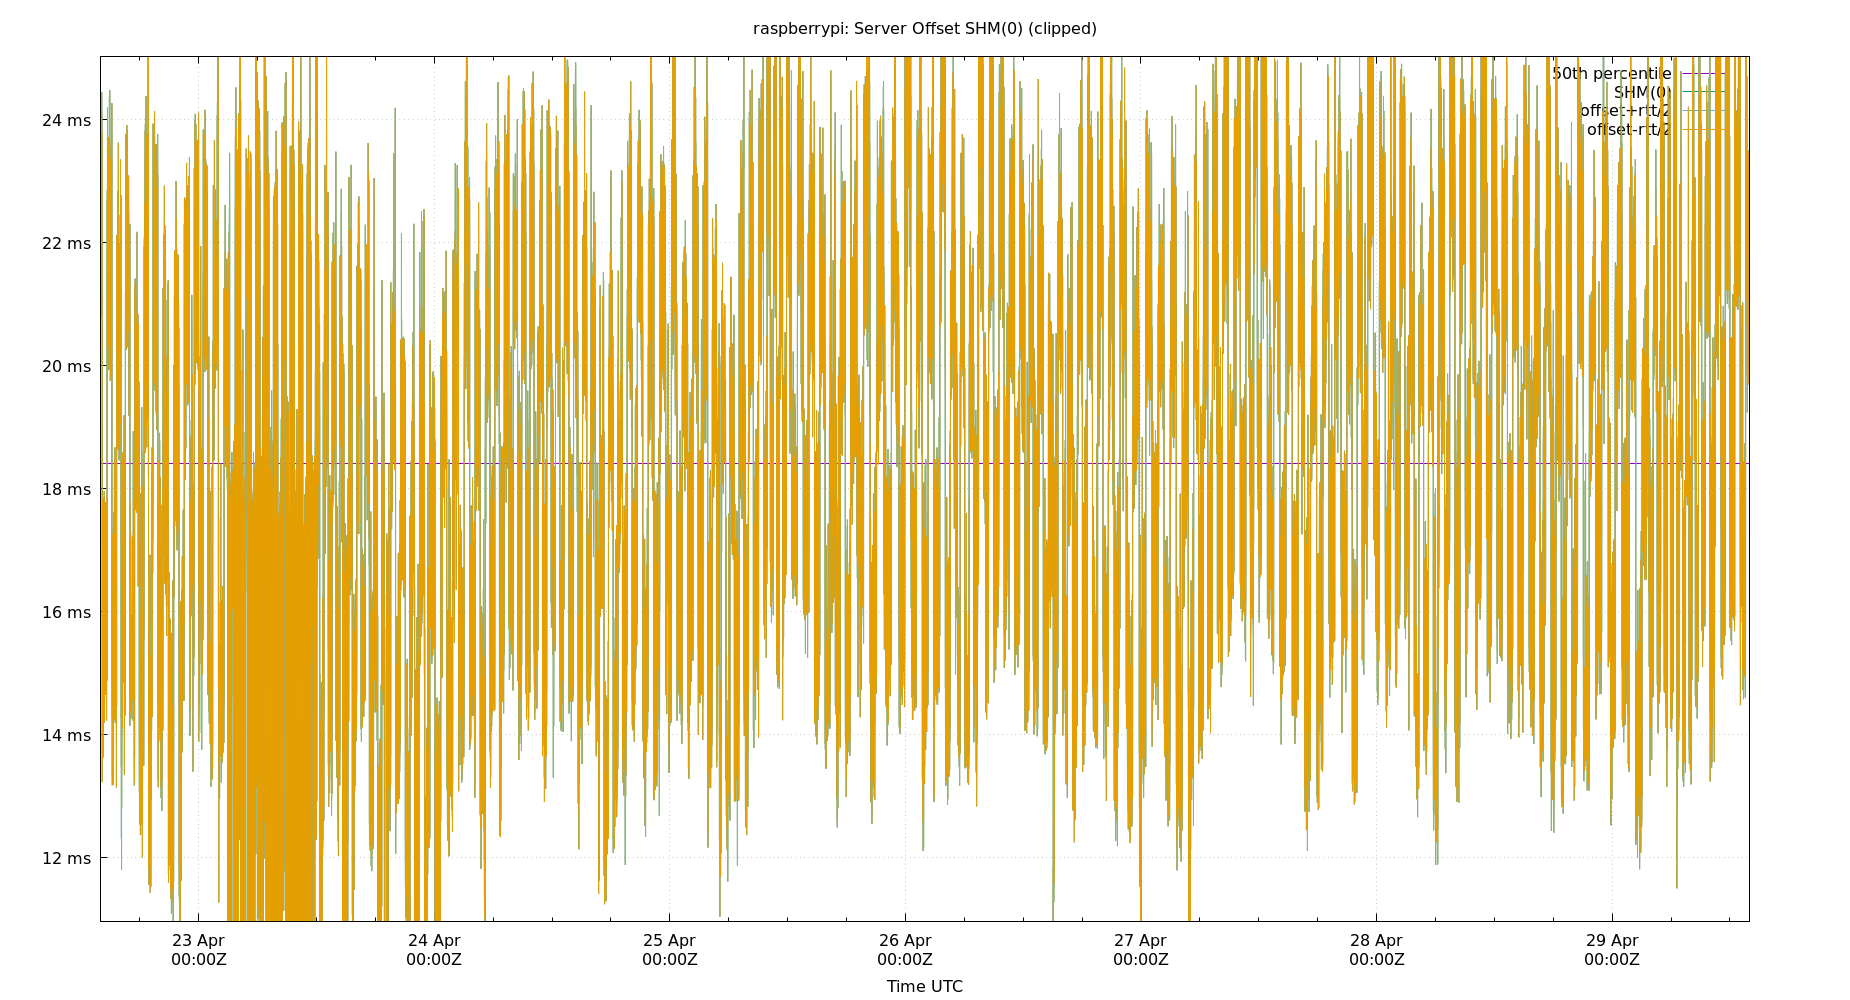 raspberrypi: Server Offset SHM(0) (clipped)
50th percentile
SHM(0)
offset+rtt/2
offset-rtt/2
24 ms
22 ms
20 ms
18 ms
16 ms
14 ms
12 ms
23 Apr 24 Apr 25 Apr 26 Apr 27 Apr 28 Apr 29 Apr
00:00Z 00:00Z 00:00Z 00:00Z 00:00Z 00:00Z 00:00Z
Time UTC